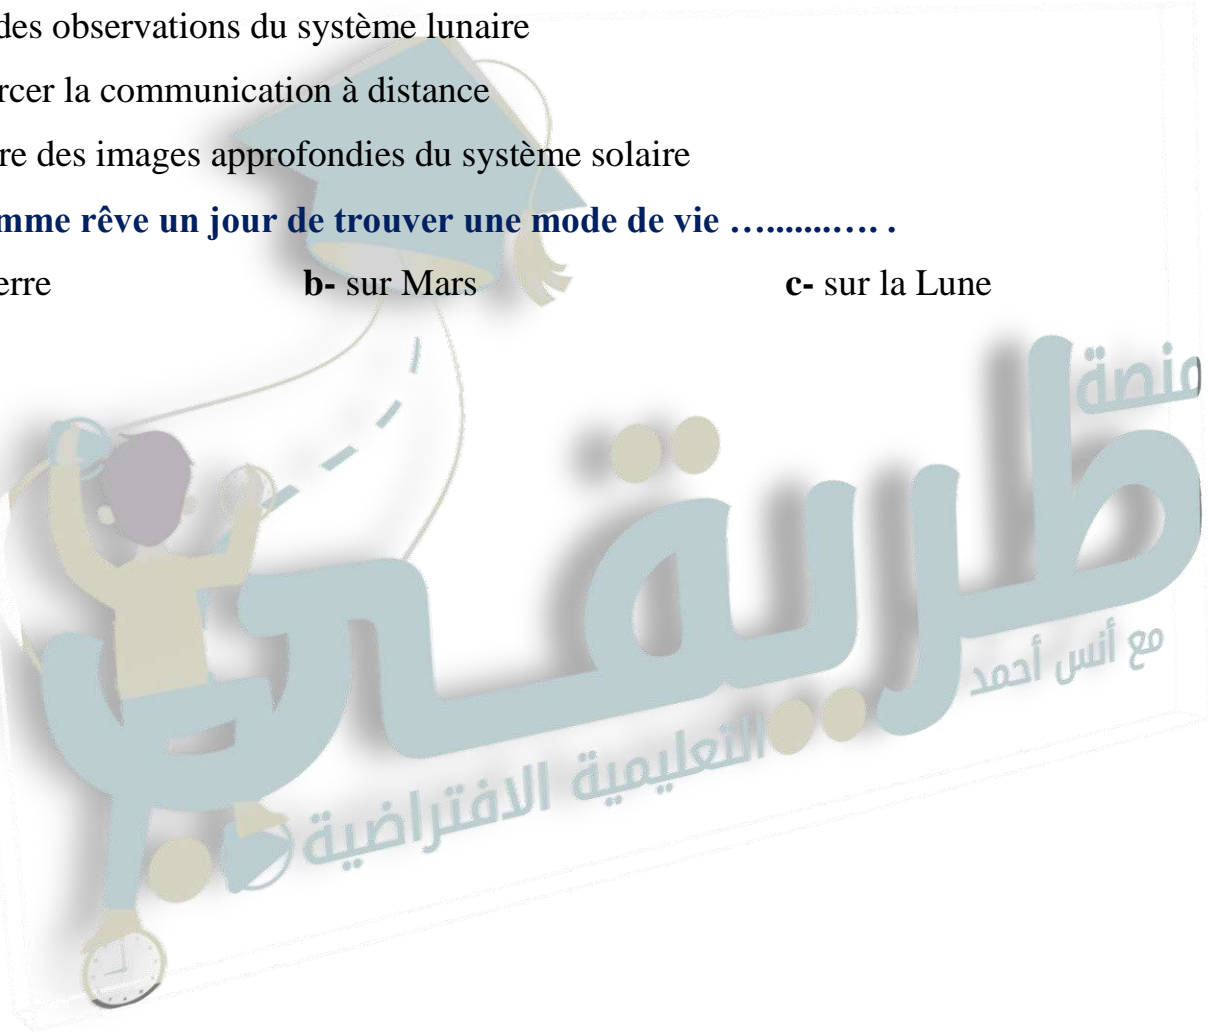 des observations du système lunaire
rcer la communication à distance
re des images approfondies du système solaire
mme rêve un jour de trouver une mode de vie …........…. .
erre b- sur Mars c- sur la Lune
منصة
طريقي
مع أنس أحمد
التعليمية الافتراضية